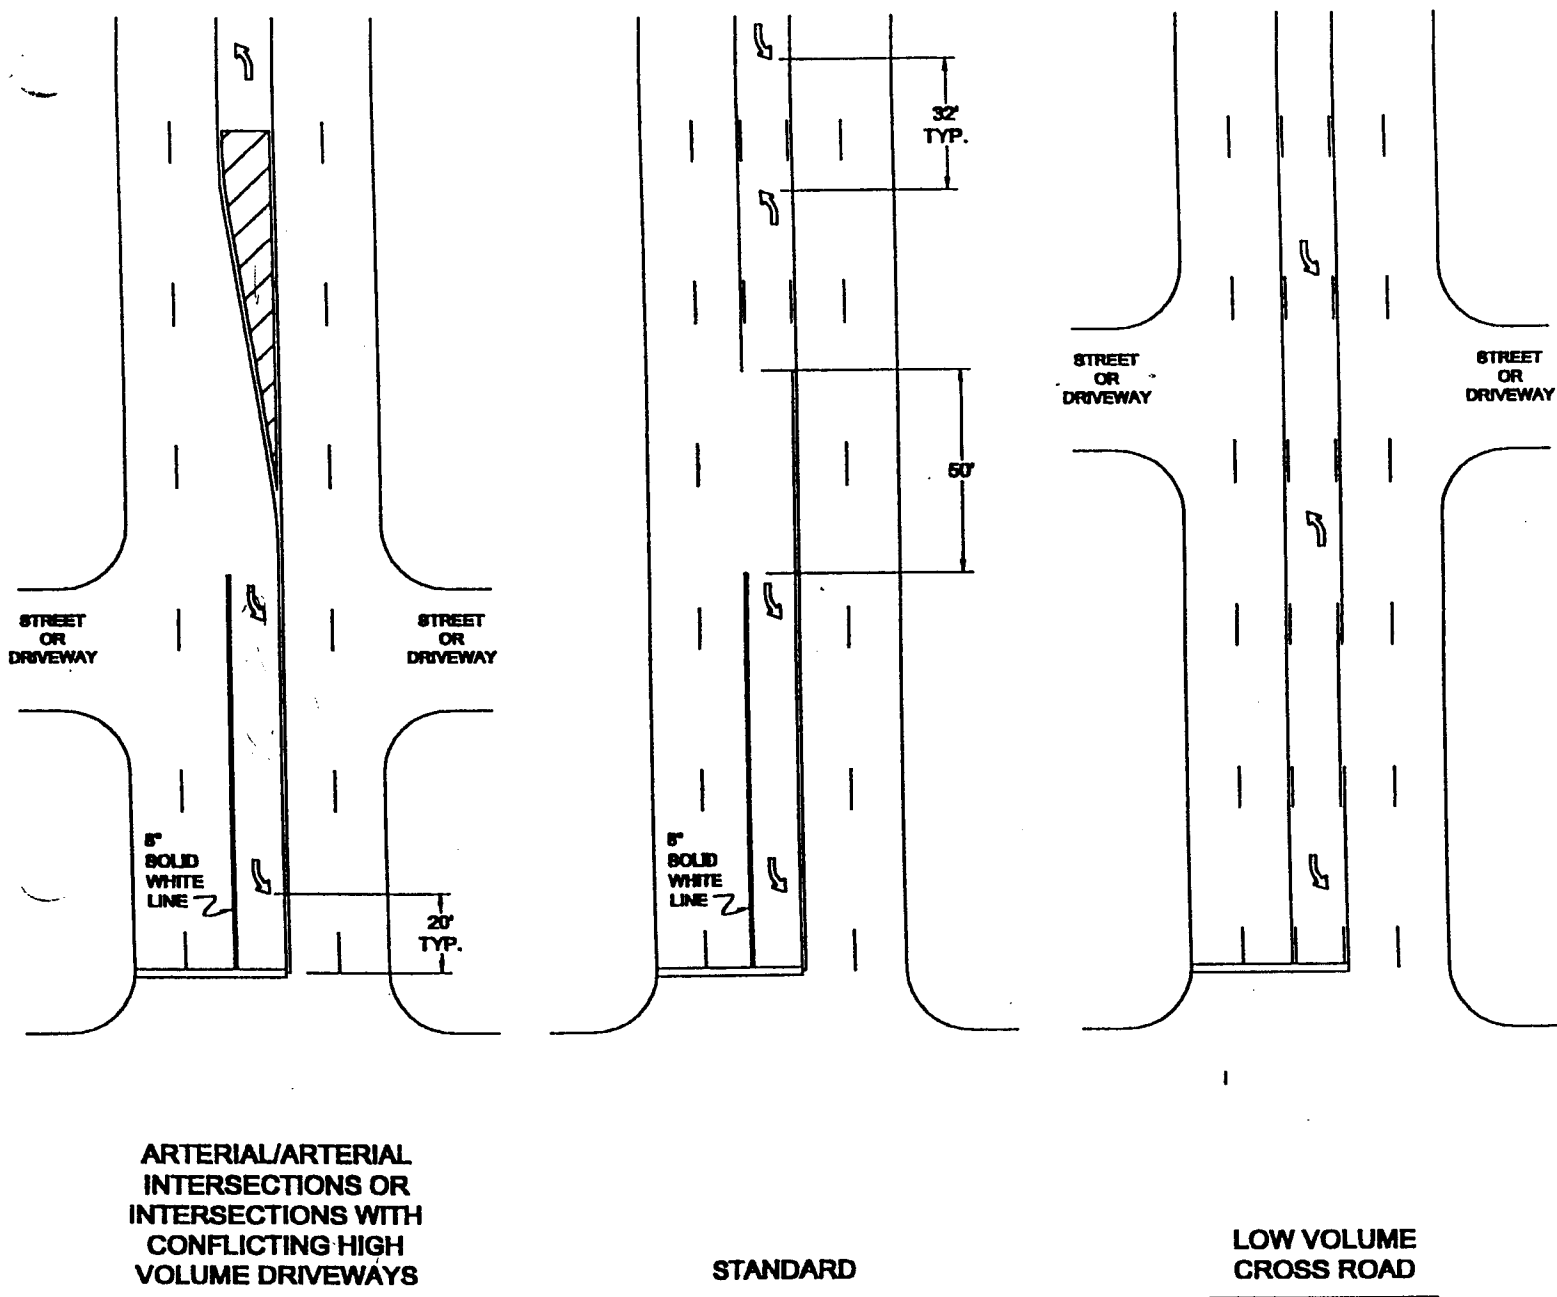 32'
TYP.
50'
STREET
OR
DRIVEWAY
STREET
OR
DRIVEWAY
8"
SOLID
WHITE
LINE
20'
TYP.
8"
SOLID
WHITE
LINE
STREET
OR
DRIVEWAY
STREET
OR
DRIVEWAY
ARTERIAL/ARTERIAL
INTERSECTIONS OR
INTERSECTIONS WITH
CONFLICTING HIGH
VOLUME DRIVEWAYS
STANDARD
LOW VOLUME
CROSS ROAD